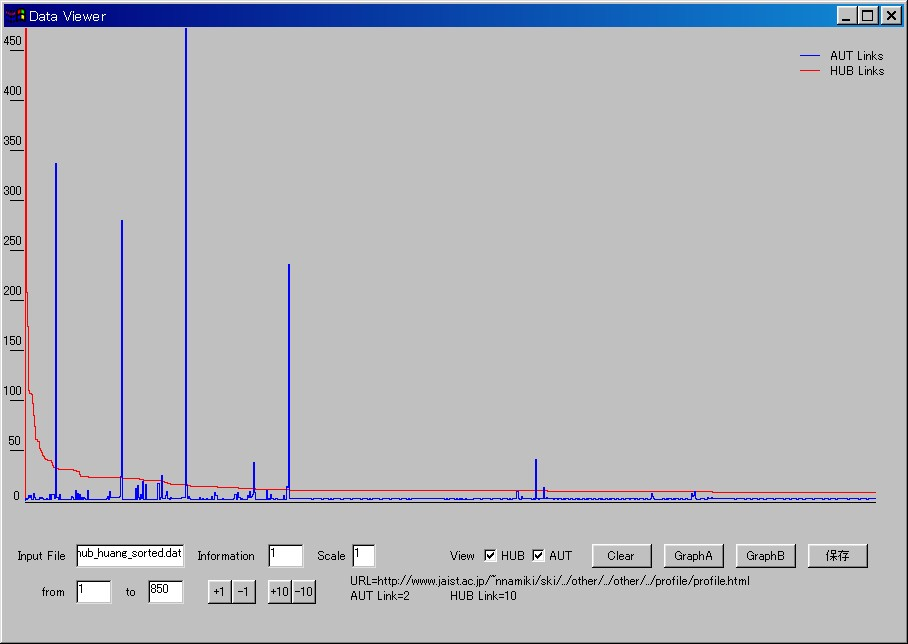 Data Viewer
450
AUT Links
HUB Links
400
350
300
250
200
150
100
50
0
Input File nub_huang_sorted.dat Information 1 Scale 1 View HUB AUT Clear GraphA GraphB 保存
from 1 to 850 +1 -1 +10 -10
URL=http://www.jaist.ac.jp/~nnamiki/ski/../other/../other/../profile/profile.html
AUT Link=2 HUB Link=10